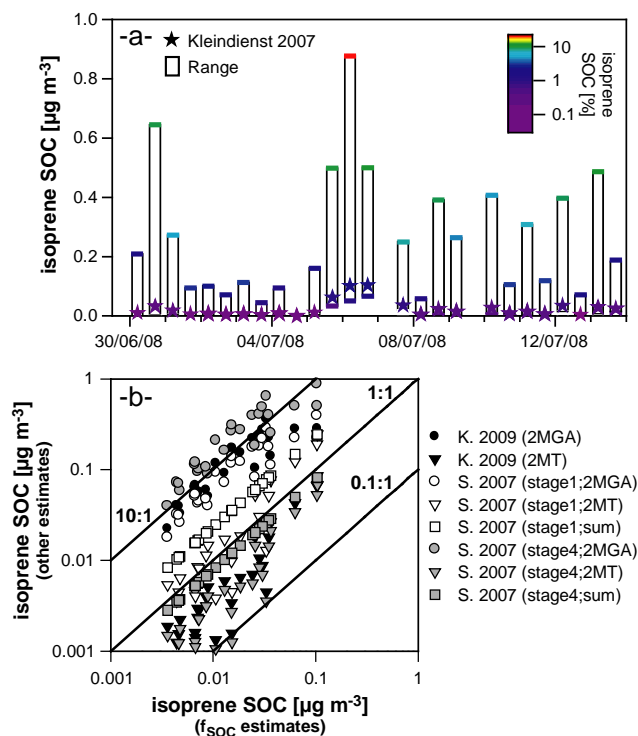 -a-
Kleindienst 2007
Range
isoprene SOC [µg m-3]
1.0
0.8
0.6
0.4
0.2
0.0
10
1
0.1
isoprene
SOC [%]
30/06/08
04/07/08
08/07/08
12/07/08
-b-
isoprene SOC [µg m-3]
(other estimates)
1
0.1
0.01
0.001
10:1
1:1
0.1:1
0.001
0.01
0.1
1
isoprene SOC [µg m-3]
(fSOC estimates)
K. 2009 (2MGA)
K. 2009 (2MT)
S. 2007 (stage1;2MGA)
S. 2007 (stage1;2MT)
S. 2007 (stage1;sum)
S. 2007 (stage4;2MGA)
S. 2007 (stage4;2MT)
S. 2007 (stage4;sum)